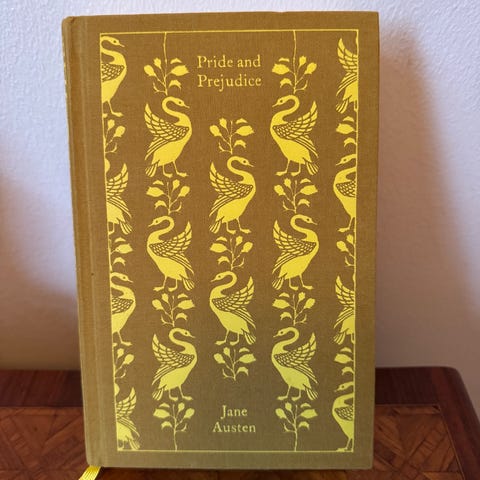 Pride and
Prejudice
Jane
Austen